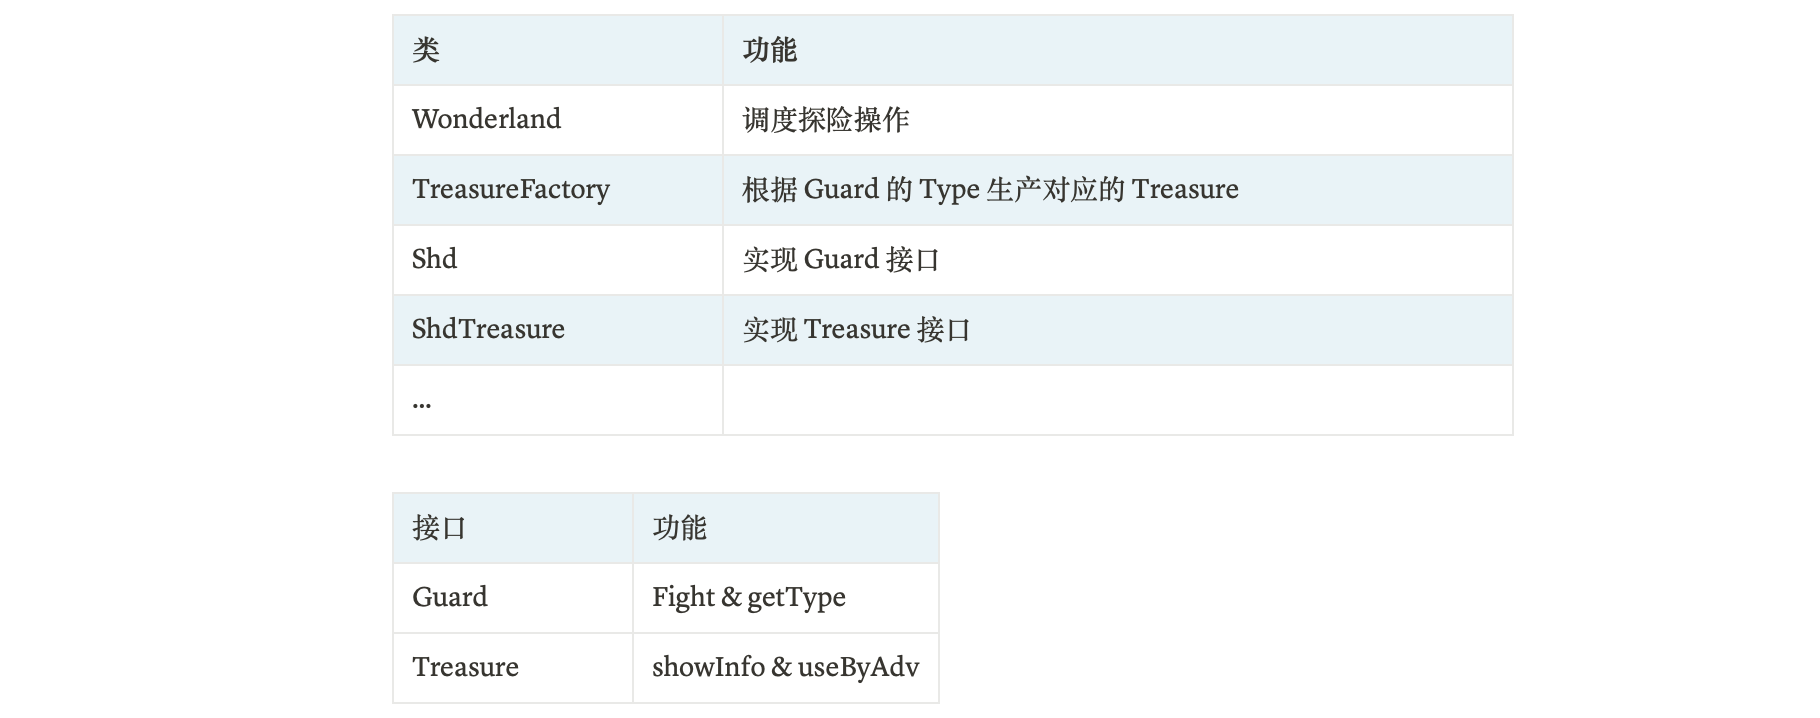 类 功能
Wonderland 调度探险操作
TreasureFactory 根据 Guard 的 Type 生产对应的 Treasure
Shd 实现 Guard 接口
ShdTreasure 实现 Treasure 接口
...
接口 功能
Guard Fight & getType
Treasure showInfo & useByAdv